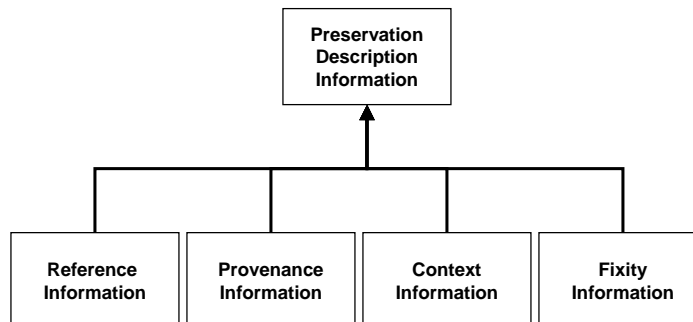 Preservation
Description
Information
Reference
Information
Provenance
Information
Context
Information
Fixity
Information